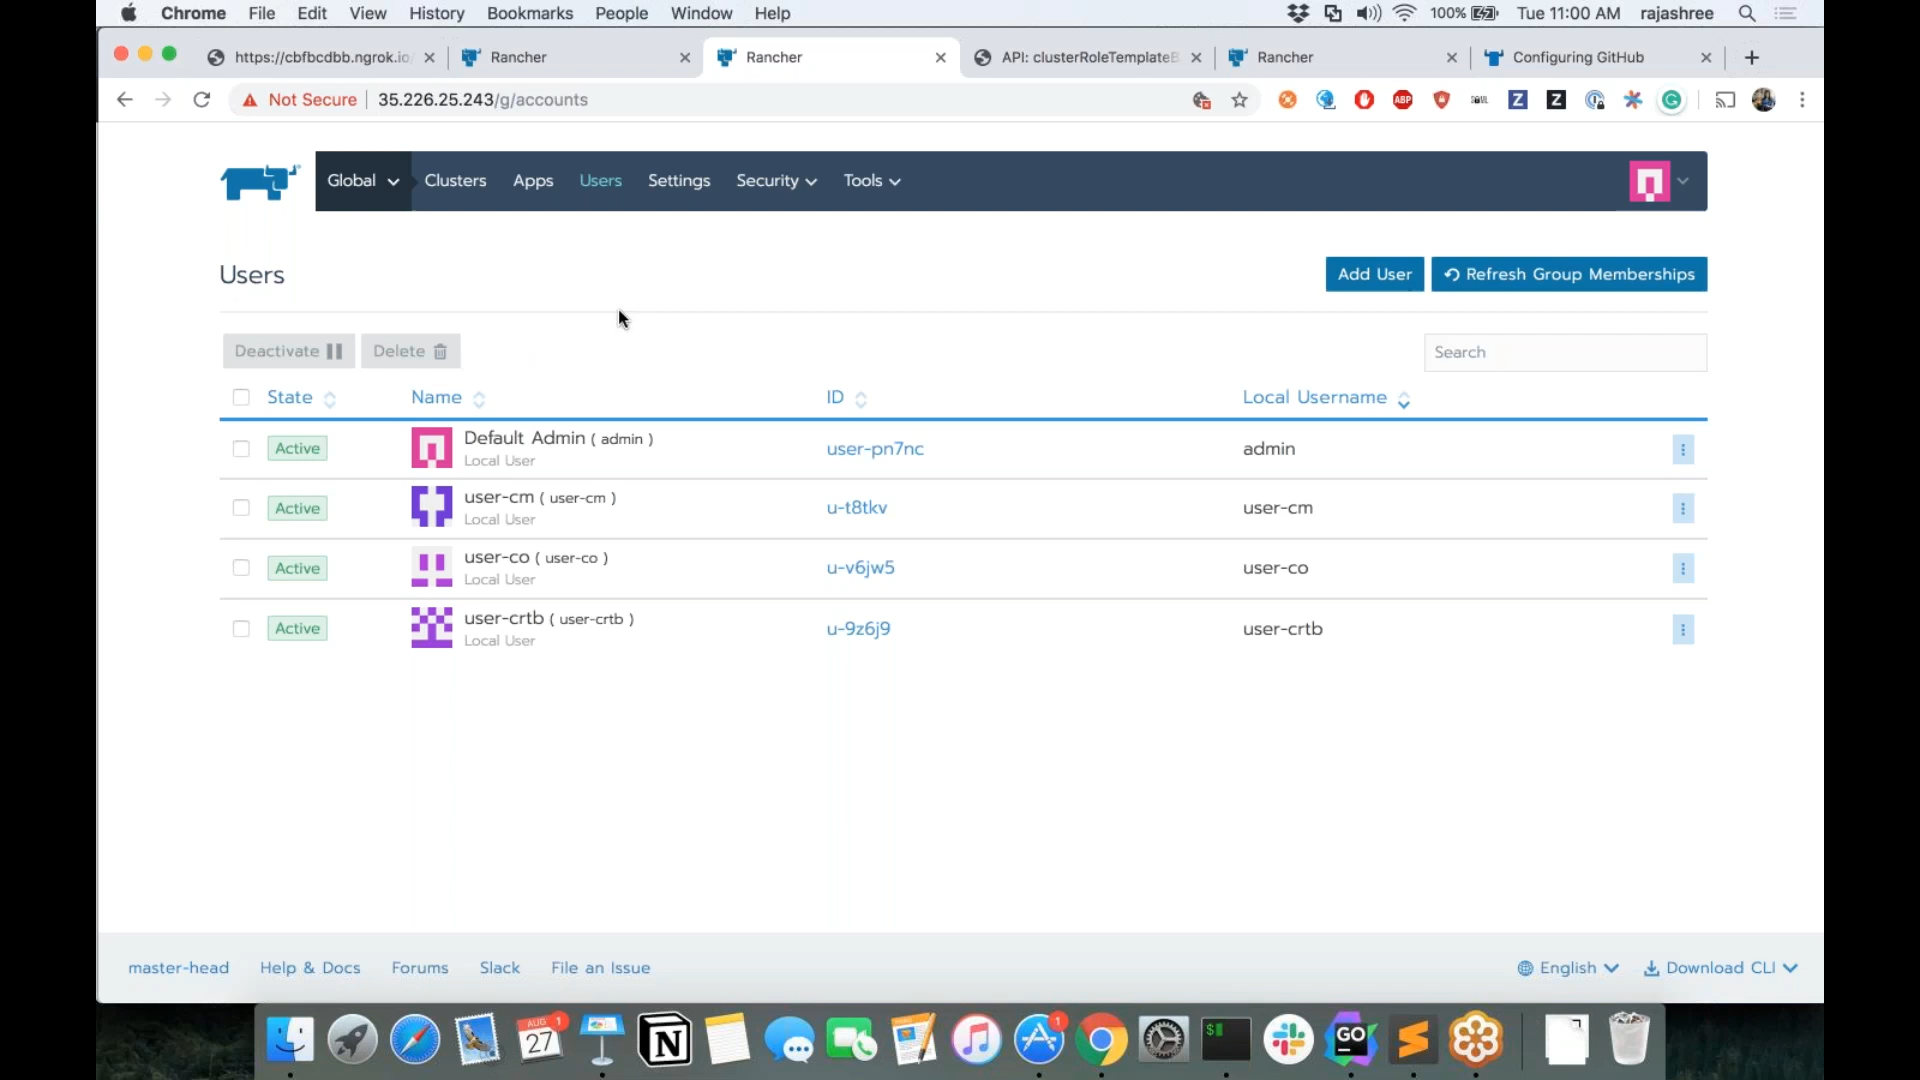 Chrome File Edit View History Bookmarks People Window Help 100% Tue 11:00 AM rajashree
https://cbfbcdbb.ngrok.io Rancher Rancher API: clusterRoleTemplateB Rancher Configuring GitHub
Not Secure 35.226.25.243/g/accounts ABP Z Z
Global Clusters Apps Users Settings Security Tools
Users Add User Refresh Group Memberships
Deactivate Delete Search
State Name ID Local Username
Active Default Admin ( admin ) user-pn7nc admin
Local User
Active user-cm ( user-cm ) u-t8tkv user-cm
Local User
Active user-co ( user-co ) u-v6jw5 user-co
Local User
Active user-crtb ( user-crtb ) u-9z6j9 user-crtb
Local User
master-head Help & Docs Forums Slack File an Issue English Download CLI
AUG 27 1 N 1 $ GO